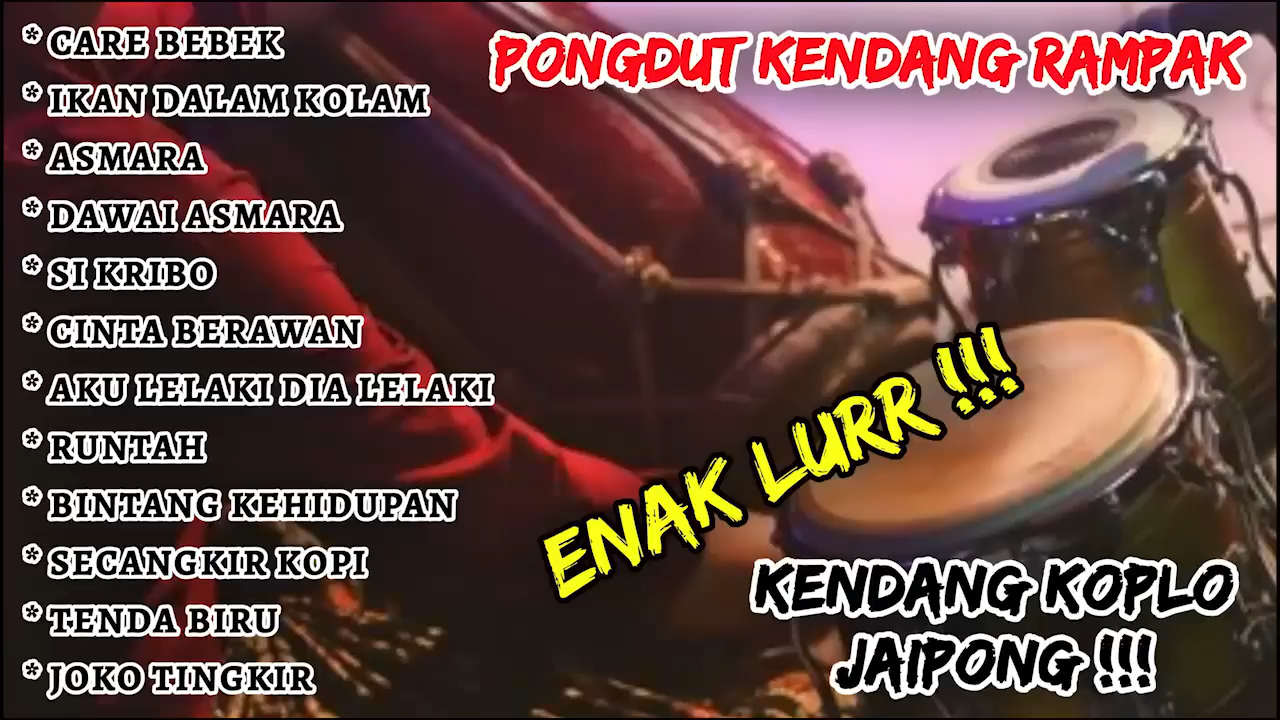 * CARE BEBEK
* IKAN DALAM KOLAM
* ASMARA
* DAWAI ASMARA
* SI KRIBO
* CINTA BERAWAN
* AKU LELAKI DIA LELAKI
* RUNTAH
* BINTANG KEHIDUPAN
* SECANGKIR KOPI
* TENDA BIRU
* JOKO TINGKIR
PONGDUT KENDANG RAMPAK
ENAK LURR !!!
KENDANG KOPLO
JAIPONG !!!